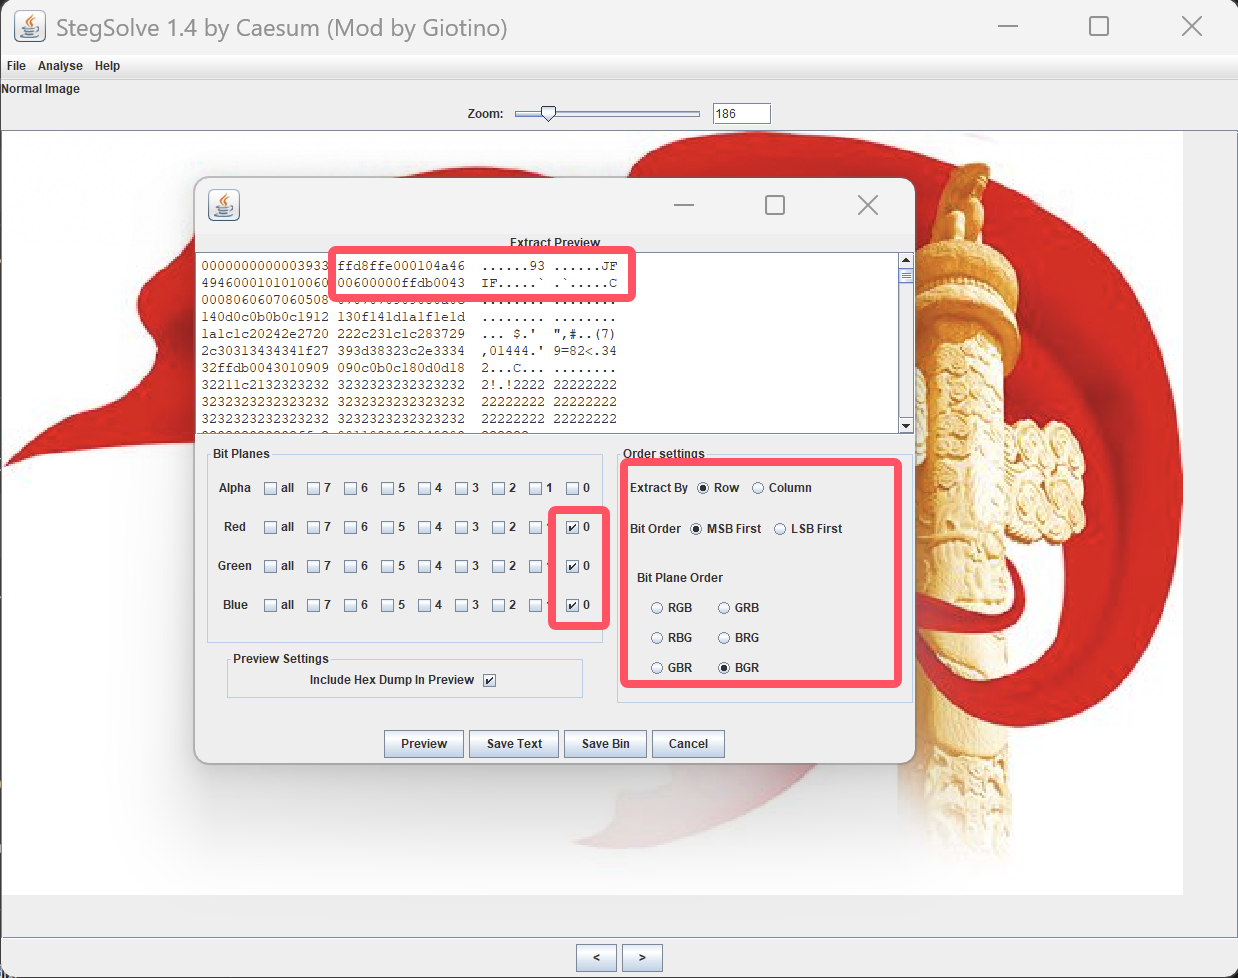 StegSolve 1.4 by Caesum (Mod by Giotino)
File Analyse Help
Normal Image
Zoom: 186
Extract Preview
0000000000003933 ffd8ffe000104a46 ......93 ......JF
4946000101010060 00600000ffdb0043 IF.....` .`.....C
0008060607060508
140d0c0b0b0c1912 130f141d1a1f1e1d ........ ........
1a1c1c20242e2720 222c231c1c283729 ... $.' ",#..(7)
2c30313434341f27 393d38323c2e3334 ,01444.' 9=82<.34
32ffdb0043010909 090c0b0c180d0d18 2...C... ........
32211c2132323232 3232323232323232 2!.!2222 22222222
3232323232323232 3232323232323232 22222222 22222222
3232323232323232 3232323232323232 22222222 22222222
Bit Planes
Alpha all 7 6 5 4 3 2 1 0
Red all 7 6 5 4 3 2 0
Green all 7 6 5 4 3 2 0
Blue all 7 6 5 4 3 2 0
Preview Settings
Include Hex Dump In Preview
Order settings
Extract By Row Column
Bit Order MSB First LSB First
Bit Plane Order
RGB GRB
RBG BRG
GBR BGR
Preview Save Text Save Bin Cancel
< >